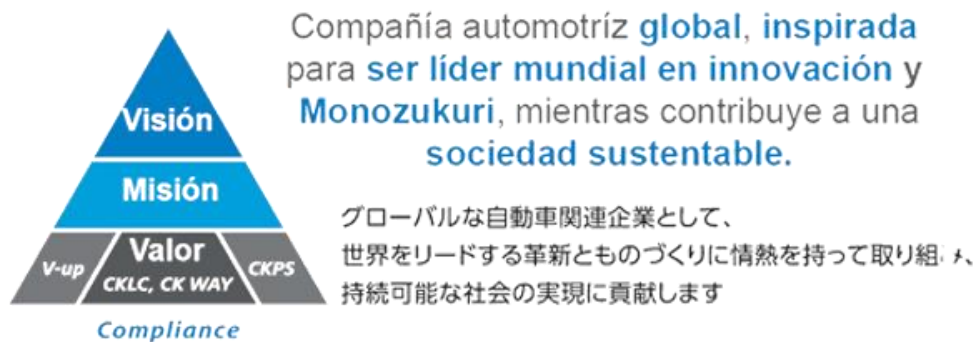 Compañía automotríz global, inspirada
para ser líder mundial en innovación y
Monozukuri, mientras contribuye a una
sociedad sustentable.
グローバルな自動車関連企業として、
世界をリードする革新とものづくりに情熱を持って取り組み、
持続可能な社会の実現に貢献します
Visión
Misión
V-up
Valor
CKLC, CK WAY
CKPS
Compliance